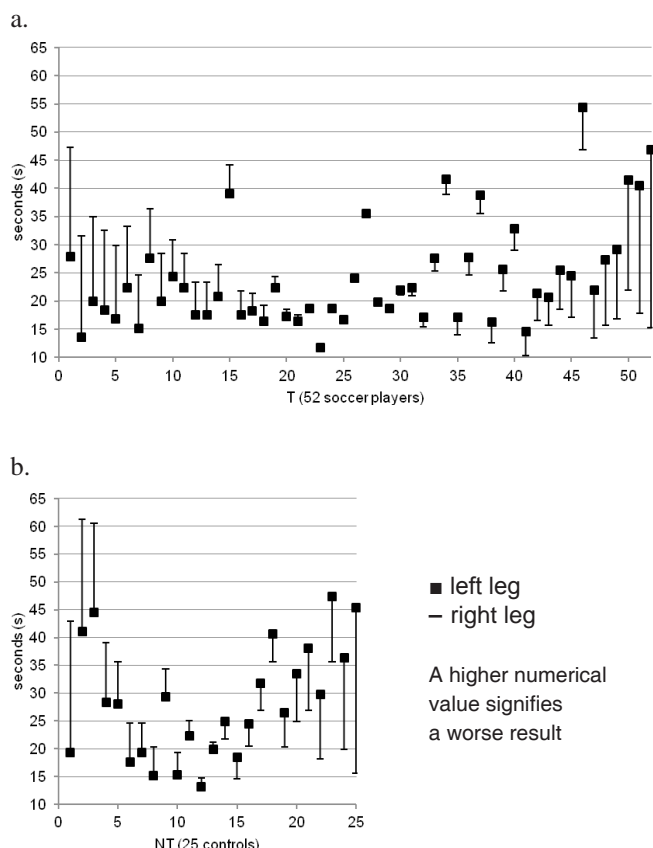 a.
65
60
55
50
45
40
35
30
25
20
15
10
seconds (s)
0 5 10 15 20 25 30 35 40 45 50
T (52 soccer players)
b.
65
60
55
50
45
40
35
30
25
20
15
10
seconds (s)
0 5 10 15 20 25
NT (25 controls)
■ left leg
– right leg
A higher numerical
value signifies
a worse result